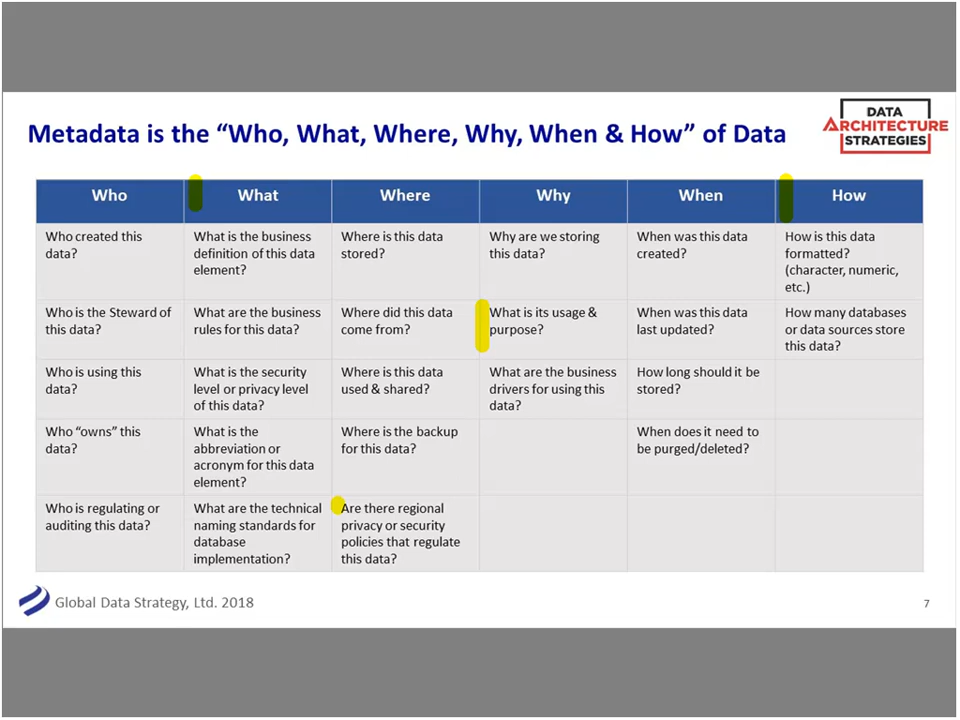 Metadata is the “Who, What, Where, Why, When & How” of Data
DATA
ARCHITECTURE
STRATEGIES
Who
What
Where
Why
When
How
Who created this
data?
What is the business
definition of this data
element?
Where is this data
stored?
Why are we storing
this data?
When was this data
created?
How is this data
formatted?
(character, numeric,
etc.)
Who is the Steward of
this data?
What are the business
rules for this data?
Where did this data
come from?
What is its usage &
purpose?
When was this data
last updated?
How many databases
or data sources store
this data?
Who is using this
data?
What is the security
level or privacy level
of this data?
Where is this data
used & shared?
What are the business
drivers for using this
data?
How long should it be
stored?
Who “owns” this
data?
What is the
abbreviation or
acronym for this data
element?
Where is the backup
for this data?
When does it need to
be purged/deleted?
Who is regulating or
auditing this data?
What are the technical
naming standards for
database
implementation?
Are there regional
privacy or security
policies that regulate
this data?
Global Data Strategy, Ltd. 2018
7